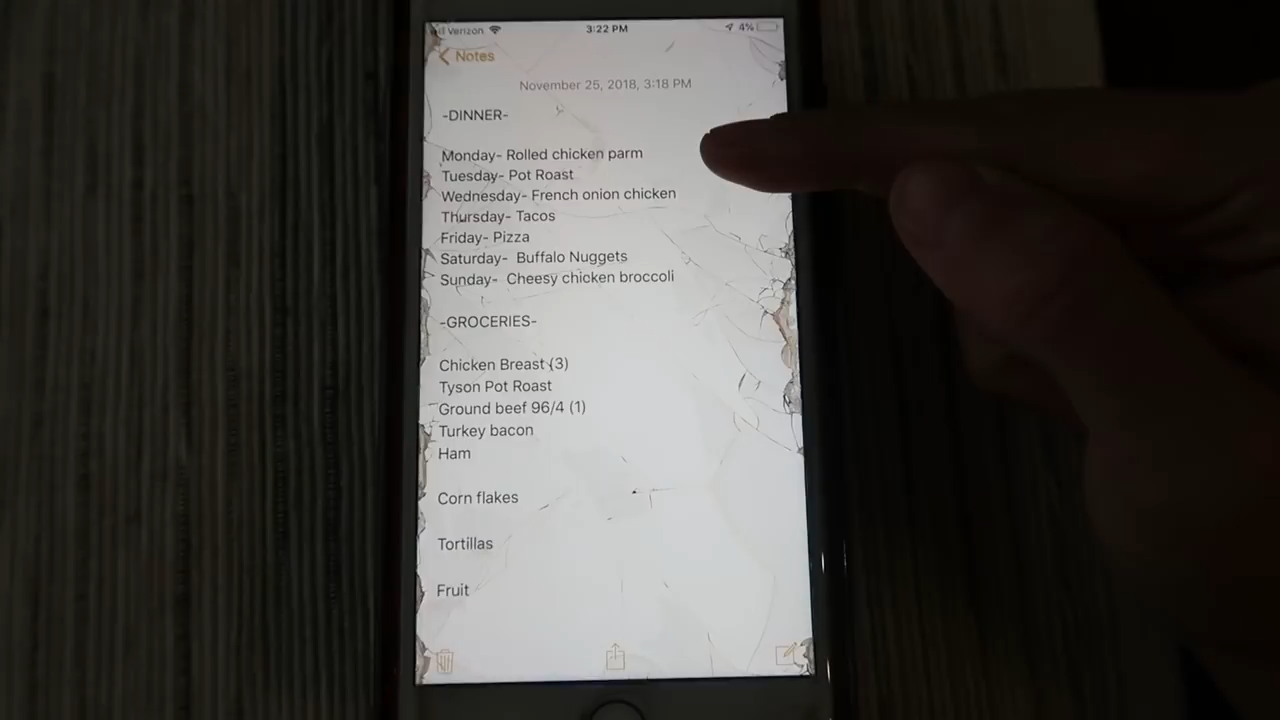 Verizon 3:22 PM 4%
Notes
November 25, 2018, 3:18 PM
-DINNER-
Monday- Rolled chicken parm
Tuesday- Pot Roast
Wednesday- French onion chicken
Thursday- Tacos
Friday- Pizza
Saturday- Buffalo Nuggets
Sunday- Cheesy chicken broccoli
-GROCERIES-
Chicken Breast (3)
Tyson Pot Roast
Ground beef 96/4 (1)
Turkey bacon
Ham
Corn flakes
Tortillas
Fruit